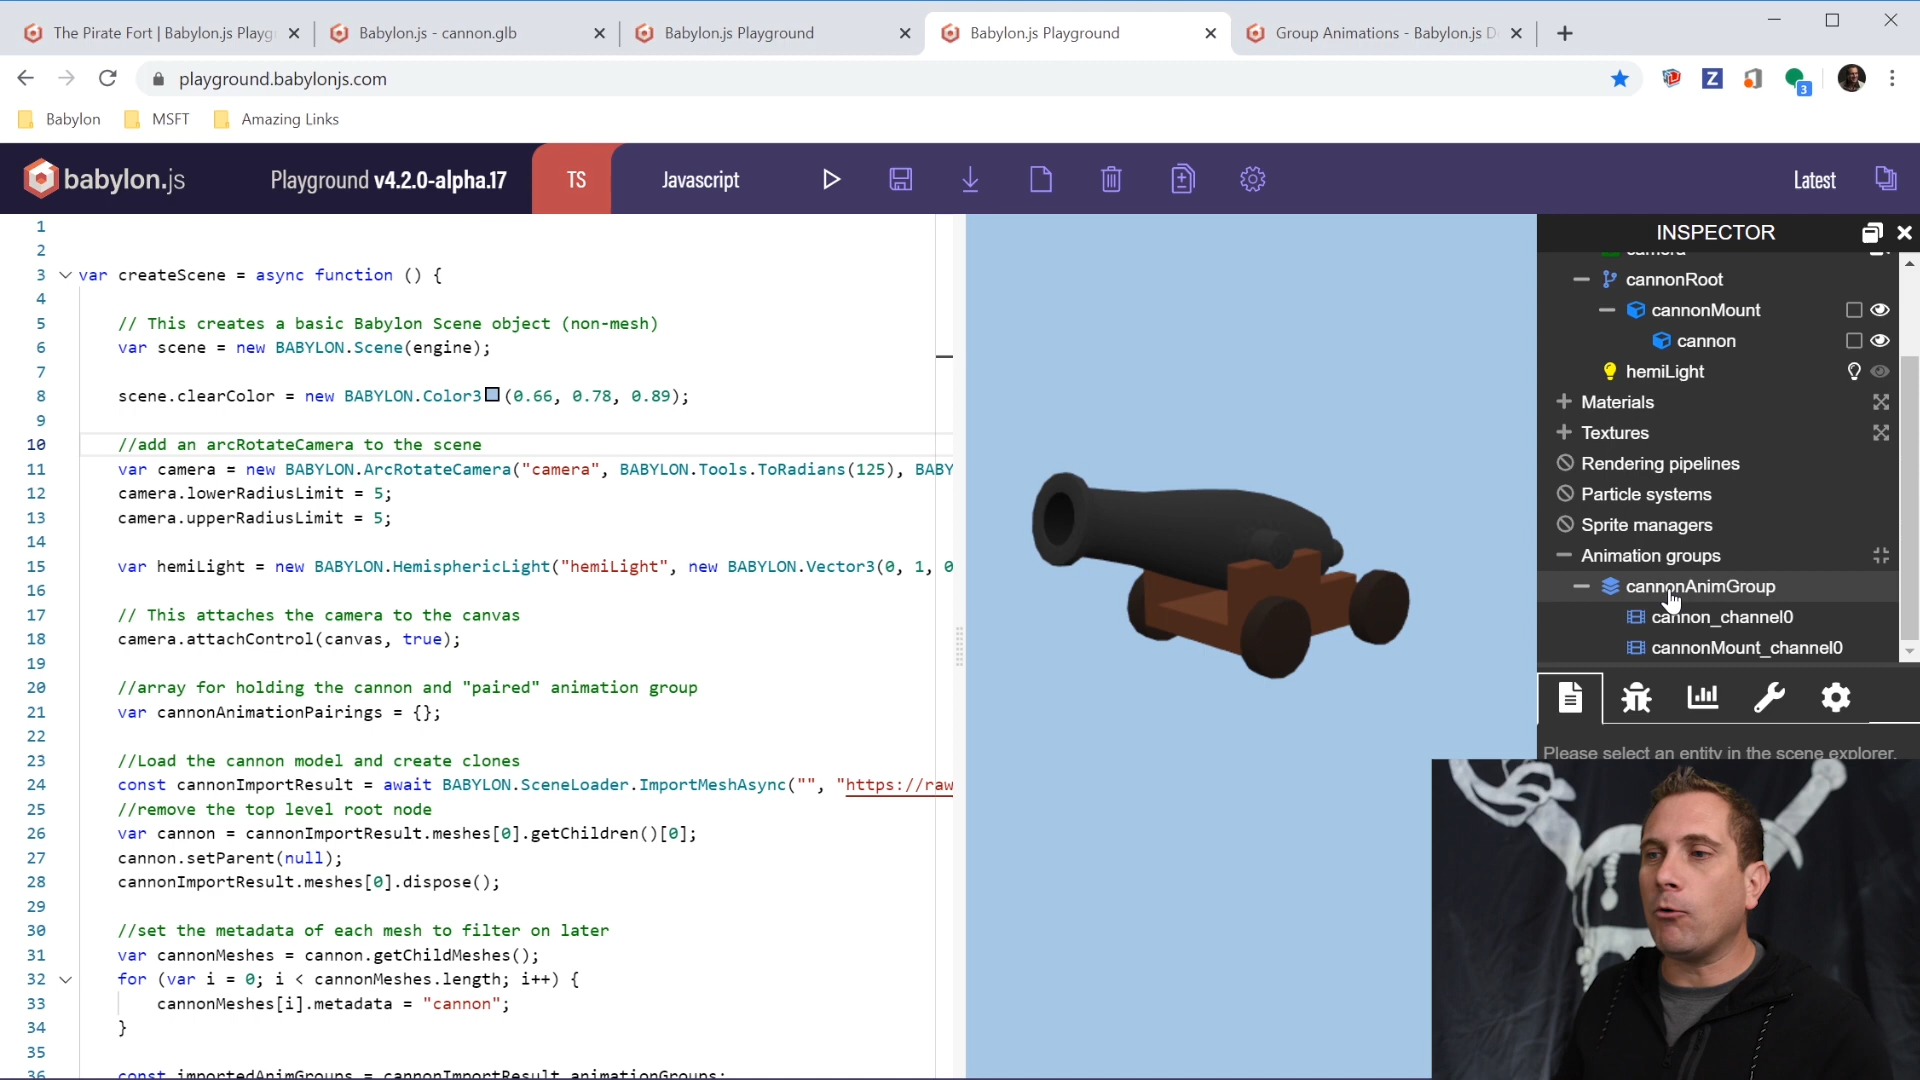 The Pirate Fort | Babylon.js Playg
Babylon.js - cannon.glb
Babylon.js Playground
Babylon.js Playground
Group Animations - Babylon.js D
playground.babylonjs.com
3
Babylon
MSFT
Amazing Links
babylon.js
Playground v4.2.0-alpha.17
TS
Javascript
Latest
1
2
3 var createScene = async function () {
4
5 // This creates a basic Babylon Scene object (non-mesh)
6 var scene = new BABYLON.Scene(engine);
7
8 scene.clearColor = new BABYLON.Color3(0.66, 0.78, 0.89);
9
10 //add an arcRotateCamera to the scene
11 var camera = new BABYLON.ArcRotateCamera("camera", BABYLON.Tools.ToRadians(125), BABY
12 camera.lowerRadiusLimit = 5;
13 camera.upperRadiusLimit = 5;
14
15 var hemiLight = new BABYLON.HemisphericLight("hemiLight", new BABYLON.Vector3(0, 1, 0
16
17 // This attaches the camera to the canvas
18 camera.attachControl(canvas, true);
19
20 //array for holding the cannon and "paired" animation group
21 var cannonAnimationPairings = {};
22
23 //Load the cannon model and create clones
24 const cannonImportResult = await BABYLON.SceneLoader.ImportMeshAsync("", "https://raw
25 //remove the top level root node
26 var cannon = cannonImportResult.meshes[0].getChildren()[0];
27 cannon.setParent(null);
28 cannonImportResult.meshes[0].dispose();
29
30 //set the metadata of each mesh to filter on later
31 var cannonMeshes = cannon.getChildMeshes();
32 for (var i = 0; i < cannonMeshes.length; i++) {
33 cannonMeshes[i].metadata = "cannon";
34 }
35
36 const importedAnimGroups = cannonImportResult.animationGroups;
INSPECTOR
camera
cannonRoot
cannonMount
cannon
hemiLight
Materials
Textures
Rendering pipelines
Particle systems
Sprite managers
Animation groups
cannonAnimGroup
cannon_channel0
cannonMount_channel0
Please select an entity in the scene explorer.